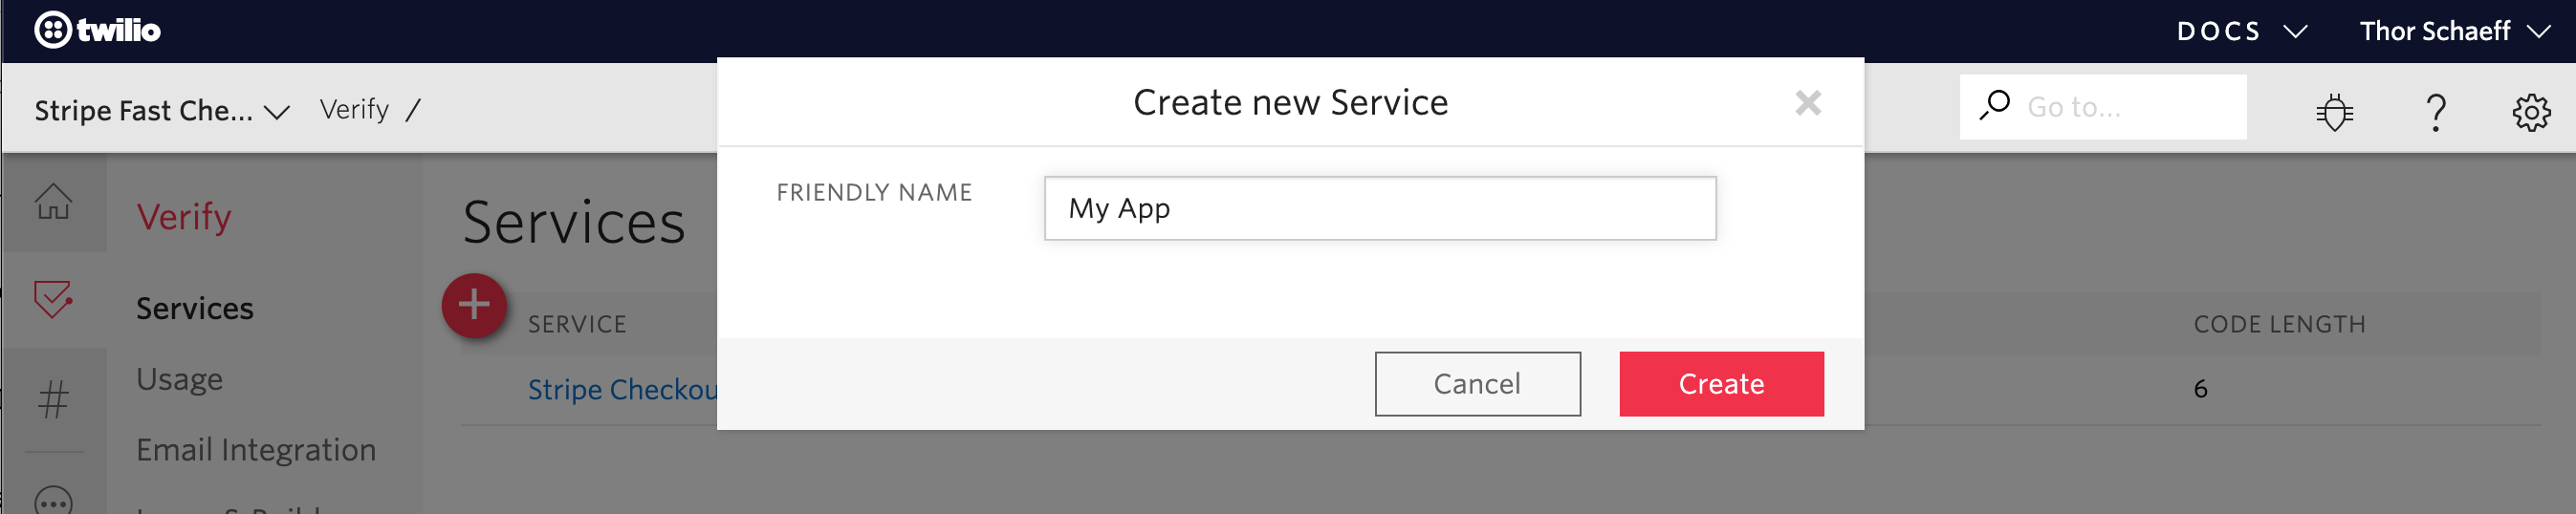 twilio
DOCS
Thor Schaeff
Stripe Fast Che...
Verify /
Create new Service
Go to...
FRIENDLY NAME
My App
Verify
Services
Services
SERVICE
CODE LENGTH
Usage
Stripe Checkou
Cancel
Create
6
Email Integration